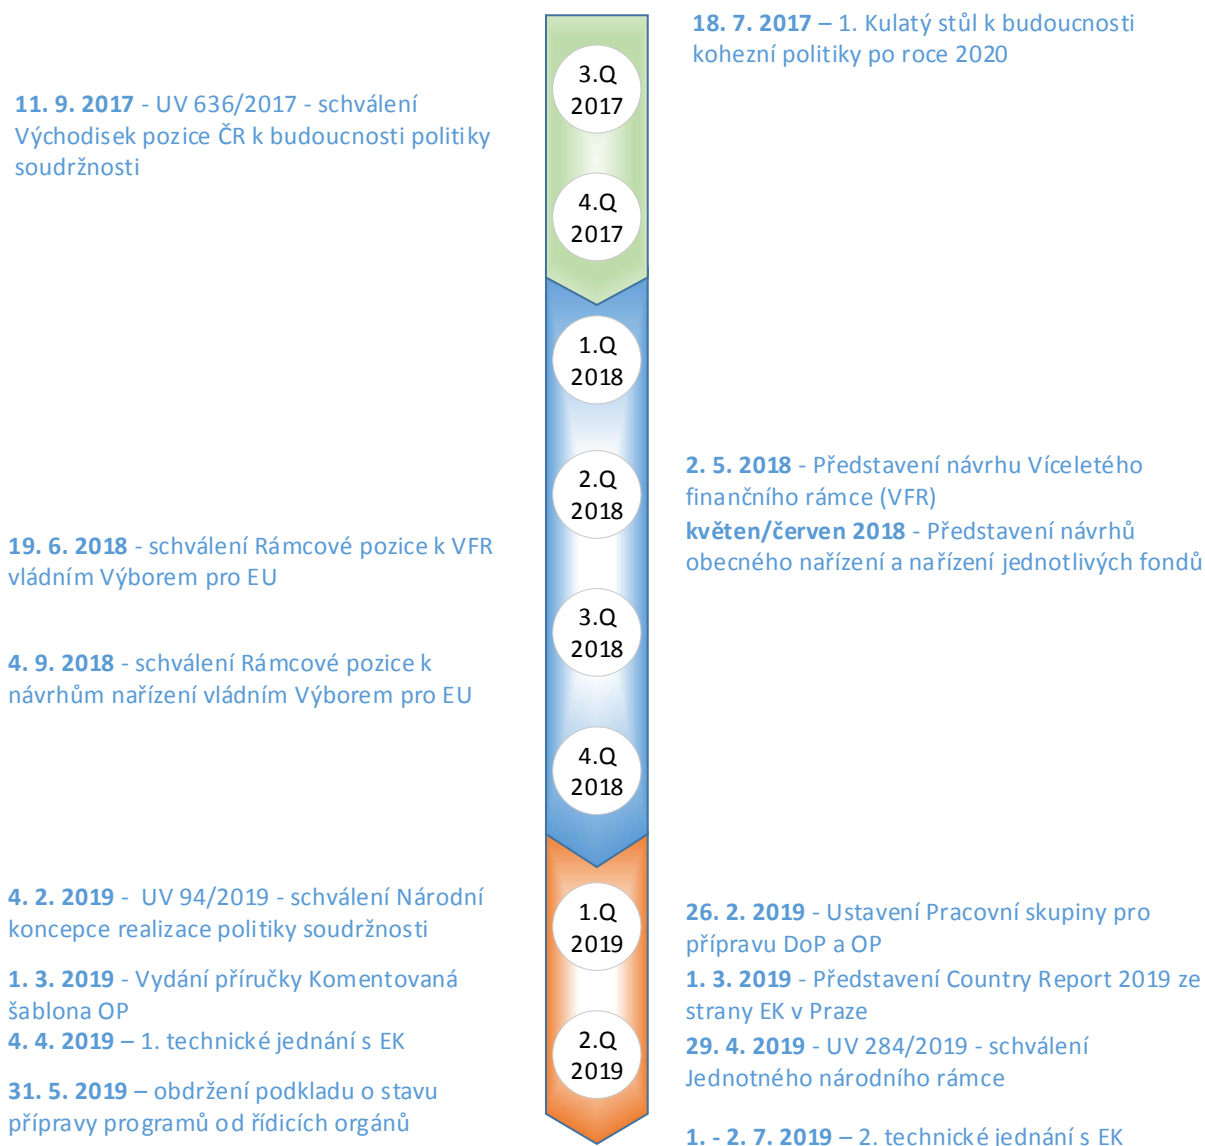 18. 7. 2017 – 1. Kulatý stůl k budoucnosti
kohezní politiky po roce 2020
3.Q
2017
11. 9. 2017 - UV 636/2017 - schválení
Východisek pozice ČR k budoucnosti politiky
soudržnosti
4.Q
2017
1.Q
2018
2.Q
2018
2. 5. 2018 - Představení návrhu Víceletého
finančního rámce (VFR)
květen/červen 2018 - Představení návrhů
obecného nařízení a nařízení jednotlivých fondů
19. 6. 2018 - schválení Rámcové pozice k VFR
vládním Výborem pro EU
3.Q
2018
4. 9. 2018 - schválení Rámcové pozice k
návrhům nařízení vládním Výborem pro EU
4.Q
2018
4. 2. 2019 - UV 94/2019 - schválení Národní
koncepce realizace politiky soudržnosti
1. 3. 2019 - Vydání příručky Komentovaná
šablona OP
4. 4. 2019 – 1. technické jednání s EK
31. 5. 2019 – obdržení podkladu o stavu
přípravy programů od řídicích orgánů
1.Q
2019
2.Q
2019
26. 2. 2019 - Ustavení Pracovní skupiny pro
přípravu DoP a OP
1. 3. 2019 - Představení Country Report 2019 ze
strany EK v Praze
29. 4. 2019 - UV 284/2019 - schválení
Jednotného národního rámce
1. - 2. 7. 2019 – 2. technické jednání s EK